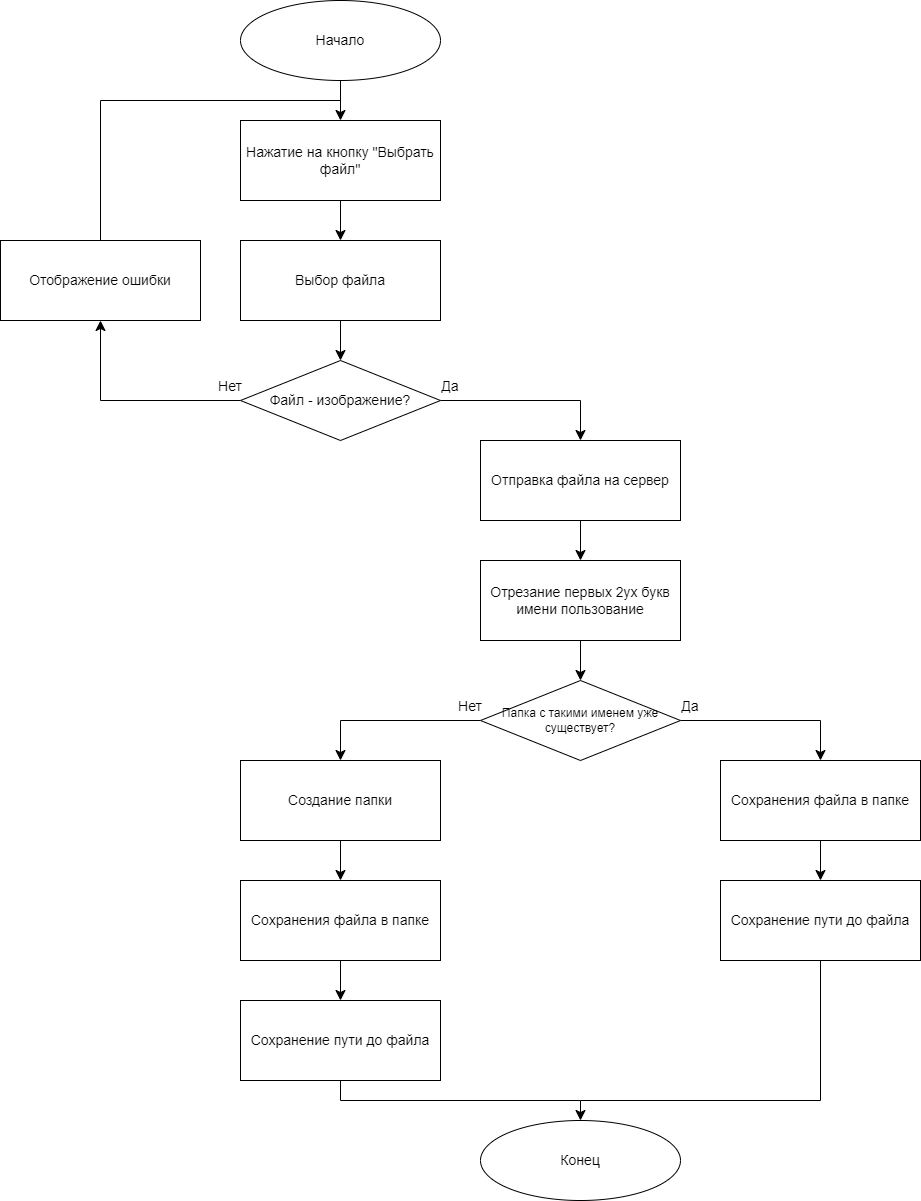 Начало
Нажатие на кнопку "Выбрать
файл"
Отображение ошибки
Выбор файла
Нет
Файл - изображение?
Да
Отправка файла на сервер
Отрезание первых 2ух букв
имени пользование
Нет
Папка с такими именем уже
существует?
Да
Создание папки
Сохранения файла в папке
Сохранения файла в папке
Сохранение пути до файла
Сохранение пути до файла
Конец